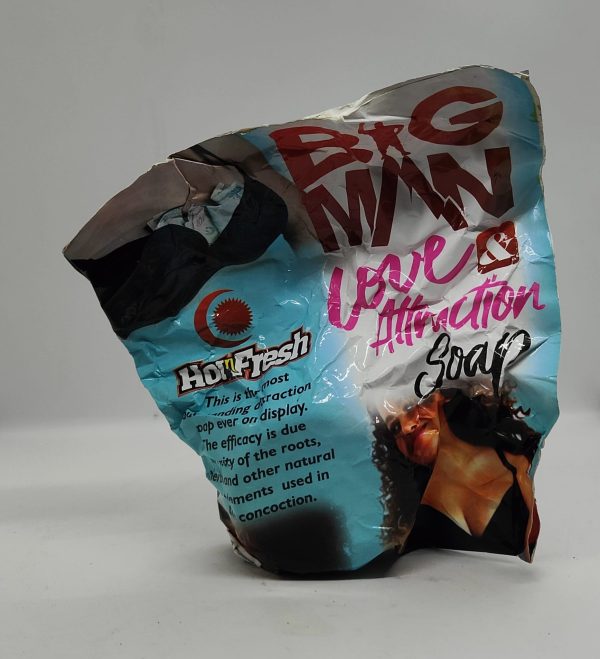 BIG
MAN
Love &
Attraction
Soap
Hot'n'Fresh
This is the most
attraction
soap ever on display.
The efficacy is due
of the roots,
and other natural
used in
concoction.